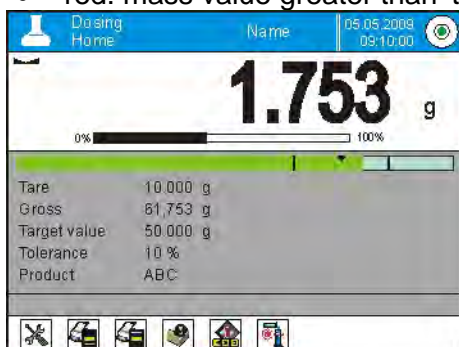 red: mass value greater than
Dosing Name 05.05.2009
Home 09:10:00
1.753 g
0% 100%
Tare 10.000 g
Gross 61,753 g
Target value 50.000 g
Tolerance 10 %
Product ABC